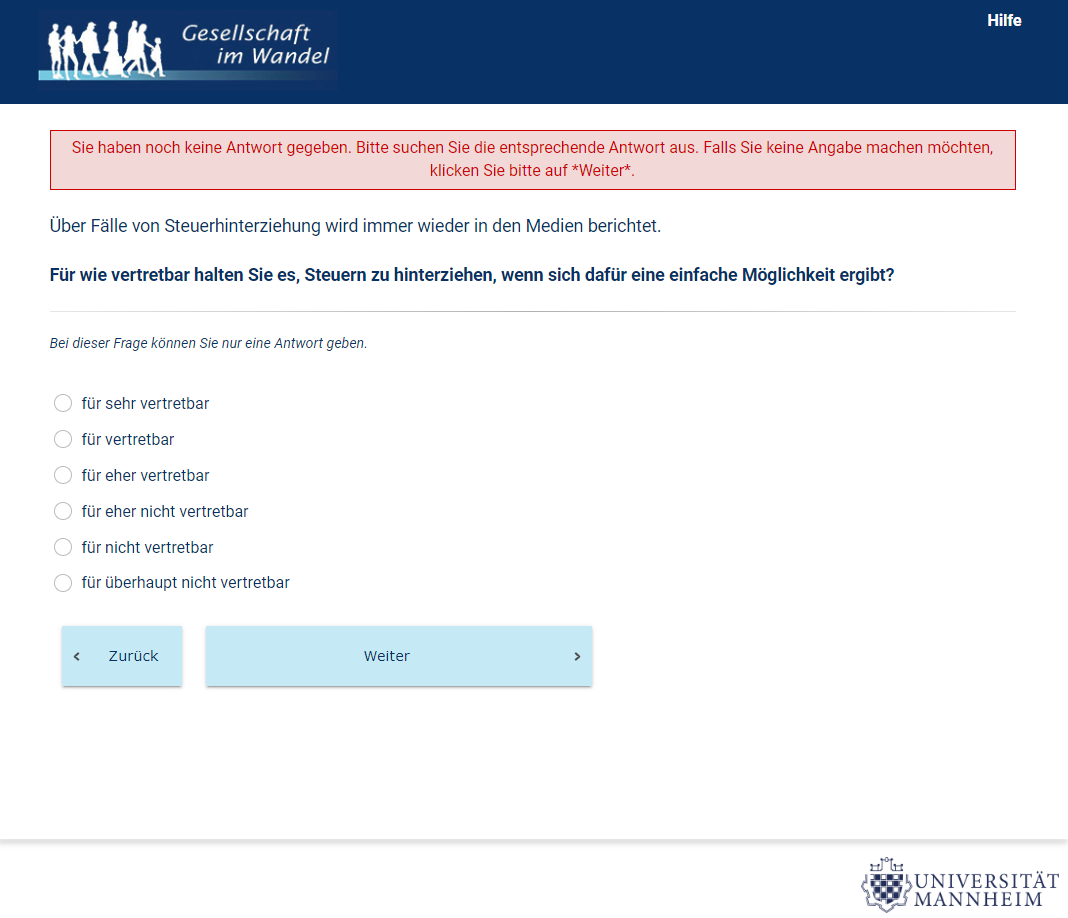 Hilfe
Gesellschaft
im Wandel
Sie haben noch keine Antwort gegeben. Bitte suchen Sie die entsprechende Antwort aus. Falls Sie keine Angabe machen möchten,
klicken Sie bitte auf *Weiter*.
Über Fälle von Steuerhinterziehung wird immer wieder in den Medien berichtet.
Für wie vertretbar halten Sie es, Steuern zu hinterziehen, wenn sich dafür eine einfache Möglichkeit ergibt?
Bei dieser Frage können Sie nur eine Antwort geben.
für sehr vertretbar
für vertretbar
für eher vertretbar
für eher nicht vertretbar
für nicht vertretbar
für überhaupt nicht vertretbar
Zurück
Weiter
UNIVERSITÄT
MANNHEIM